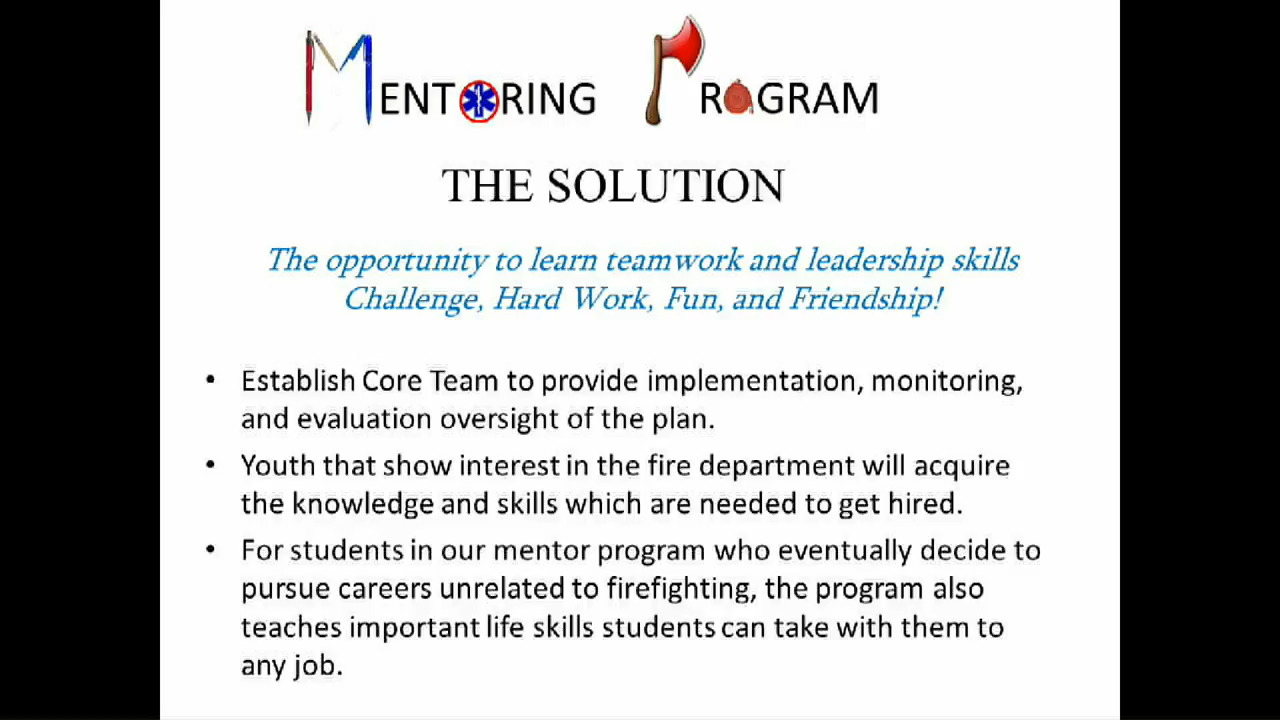 MENTORING PROGRAM
THE SOLUTION
The opportunity to learn teamwork and leadership skills
Challenge, Hard Work, Fun, and Friendship!
• Establish Core Team to provide implementation, monitoring,
and evaluation oversight of the plan.
• Youth that show interest in the fire department will acquire
the knowledge and skills which are needed to get hired.
• For students in our mentor program who eventually decide to
pursue careers unrelated to firefighting, the program also
teaches important life skills students can take with them to
any job.